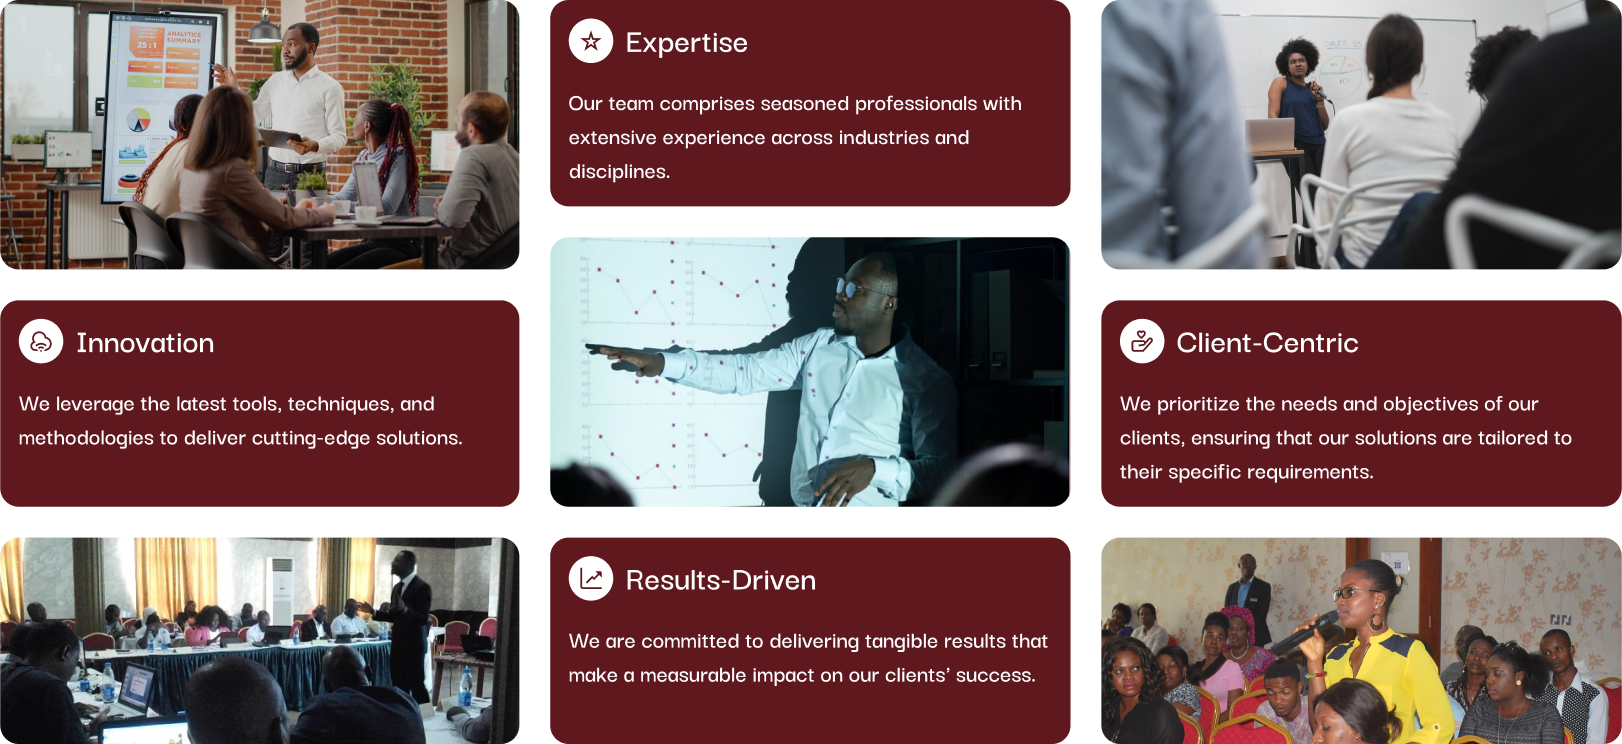 ANALYTICS
SUMMARY
25:1
Expertise
Our team comprises seasoned professionals with
extensive experience across industries and
disciplines.
Innovation
We leverage the latest tools, techniques, and
methodologies to deliver cutting-edge solutions.
Client-Centric
We prioritize the needs and objectives of our
clients, ensuring that our solutions are tailored to
their specific requirements.
Results-Driven
We are committed to delivering tangible results that
make a measurable impact on our clients’ success.